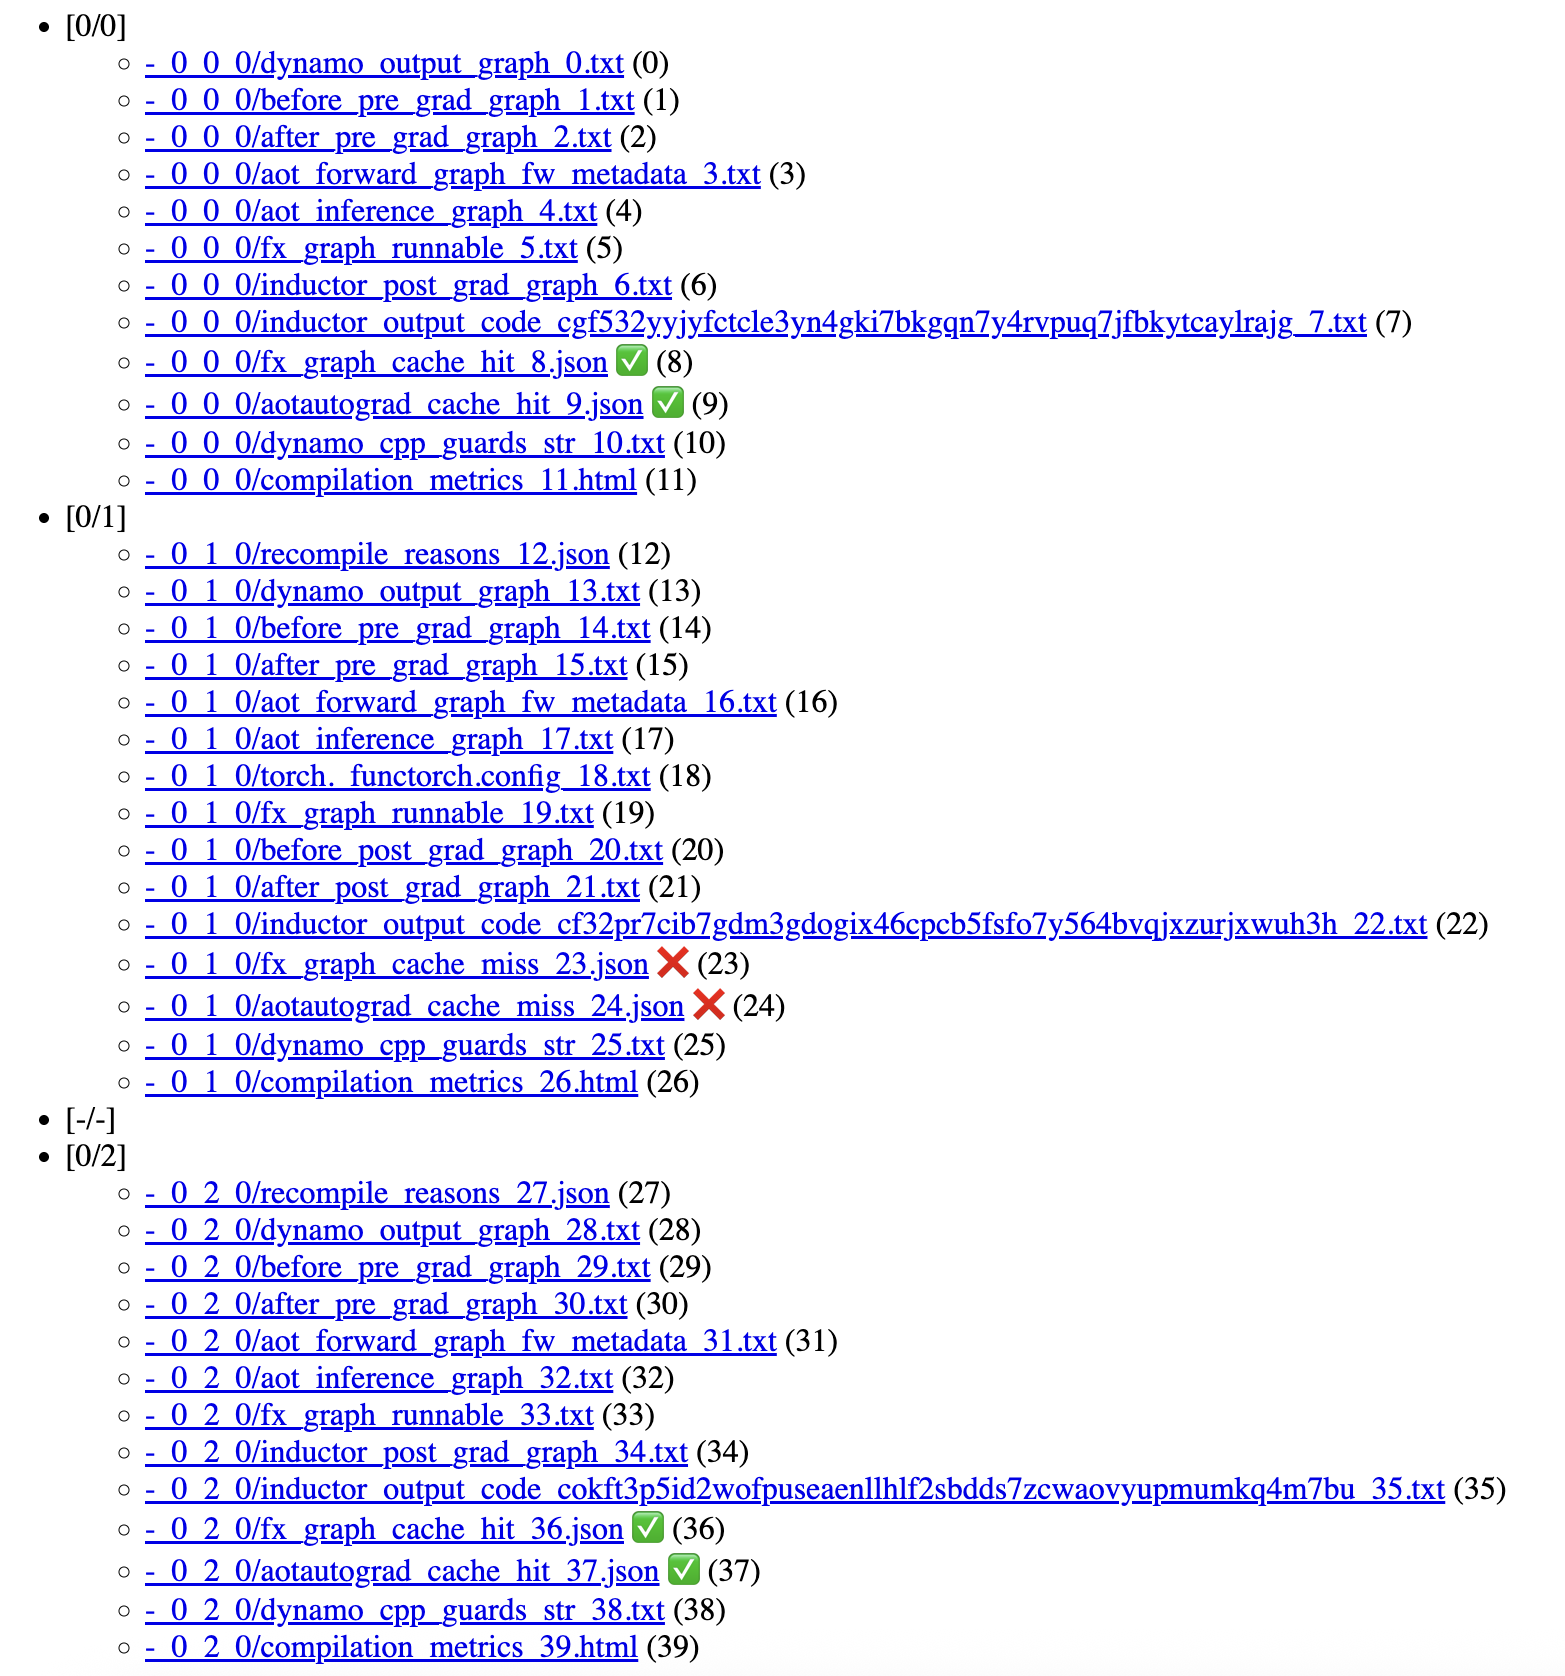 [0/0]
-_0_0_0/dynamo_output_graph_0.txt (0)
-_0_0_0/before_pre_grad_graph_1.txt (1)
-_0_0_0/after_pre_grad_graph_2.txt (2)
-_0_0_0/aot_forward_graph_fw_metadata_3.txt (3)
-_0_0_0/aot_inference_graph_4.txt (4)
-_0_0_0/fx_graph_runnable_5.txt (5)
-_0_0_0/inductor_post_grad_graph_6.txt (6)
-_0_0_0/inductor_output_code_cgf532yyjyfctcle3yn4gki7bkgqn7y4rvpuq7jfbkytcaylrajg_7.txt (7)
-_0_0_0/fx_graph_cache_hit_8.json ✅ (8)
-_0_0_0/aotautograd_cache_hit_9.json ✅ (9)
-_0_0_0/dynamo_cpp_guards_str_10.txt (10)
-_0_0_0/compilation_metrics_11.html (11)
[0/1]
-_0_1_0/recompile_reasons_12.json (12)
-_0_1_0/dynamo_output_graph_13.txt (13)
-_0_1_0/before_pre_grad_graph_14.txt (14)
-_0_1_0/after_pre_grad_graph_15.txt (15)
-_0_1_0/aot_forward_graph_fw_metadata_16.txt (16)
-_0_1_0/aot_inference_graph_17.txt (17)
-_0_1_0/torch._functorch.config_18.txt (18)
-_0_1_0/fx_graph_runnable_19.txt (19)
-_0_1_0/before_post_grad_graph_20.txt (20)
-_0_1_0/after_post_grad_graph_21.txt (21)
-_0_1_0/inductor_output_code_cf32pr7cib7gdm3gdogix46cpcb5fsfo7y564bvqjxzurjxwuh3h_22.txt (22)
-_0_1_0/fx_graph_cache_miss_23.json ❌ (23)
-_0_1_0/aotautograd_cache_miss_24.json ❌ (24)
-_0_1_0/dynamo_cpp_guards_str_25.txt (25)
-_0_1_0/compilation_metrics_26.html (26)
[-/-]
[0/2]
-_0_2_0/recompile_reasons_27.json (27)
-_0_2_0/dynamo_output_graph_28.txt (28)
-_0_2_0/before_pre_grad_graph_29.txt (29)
-_0_2_0/after_pre_grad_graph_30.txt (30)
-_0_2_0/aot_forward_graph_fw_metadata_31.txt (31)
-_0_2_0/aot_inference_graph_32.txt (32)
-_0_2_0/fx_graph_runnable_33.txt (33)
-_0_2_0/inductor_post_grad_graph_34.txt (34)
-_0_2_0/inductor_output_code_cokft3p5id2wofpuseaenllhlf2sbdds7zcwaovyupmumkq4m7bu_35.txt (35)
-_0_2_0/fx_graph_cache_hit_36.json ✅ (36)
-_0_2_0/aotautograd_cache_hit_37.json ✅ (37)
-_0_2_0/dynamo_cpp_guards_str_38.txt (38)
-_0_2_0/compilation_metrics_39.html (39)